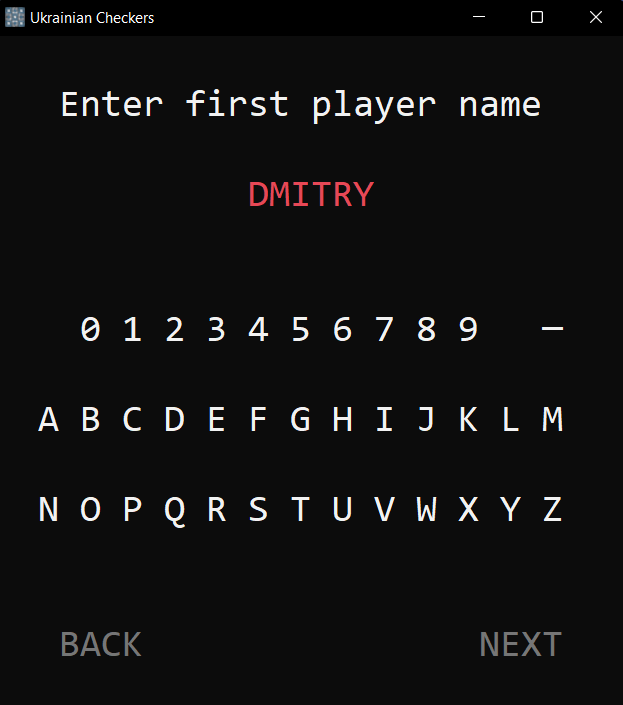 Ukrainian Checkers
Enter first player name
DMITRY
0 1 2 3 4 5 6 7 8 9 —
A B C D E F G H I J K L M
N O P Q R S T U V W X Y Z
BACK NEXT